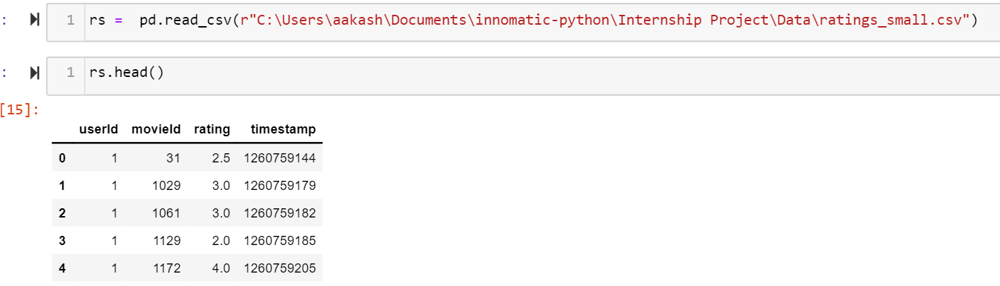 : 1 rs =  pd.read_csv(r"C:\Users\aakash\Documents\innomatic-python\Internship Project\Data\ratings_small.csv")
: 1 rs.head()
[15]:
userId movieId rating timestamp
0 1 31 2.5 1260759144
1 1 1029 3.0 1260759179
2 1 1061 3.0 1260759182
3 1 1129 2.0 1260759185
4 1 1172 4.0 1260759205